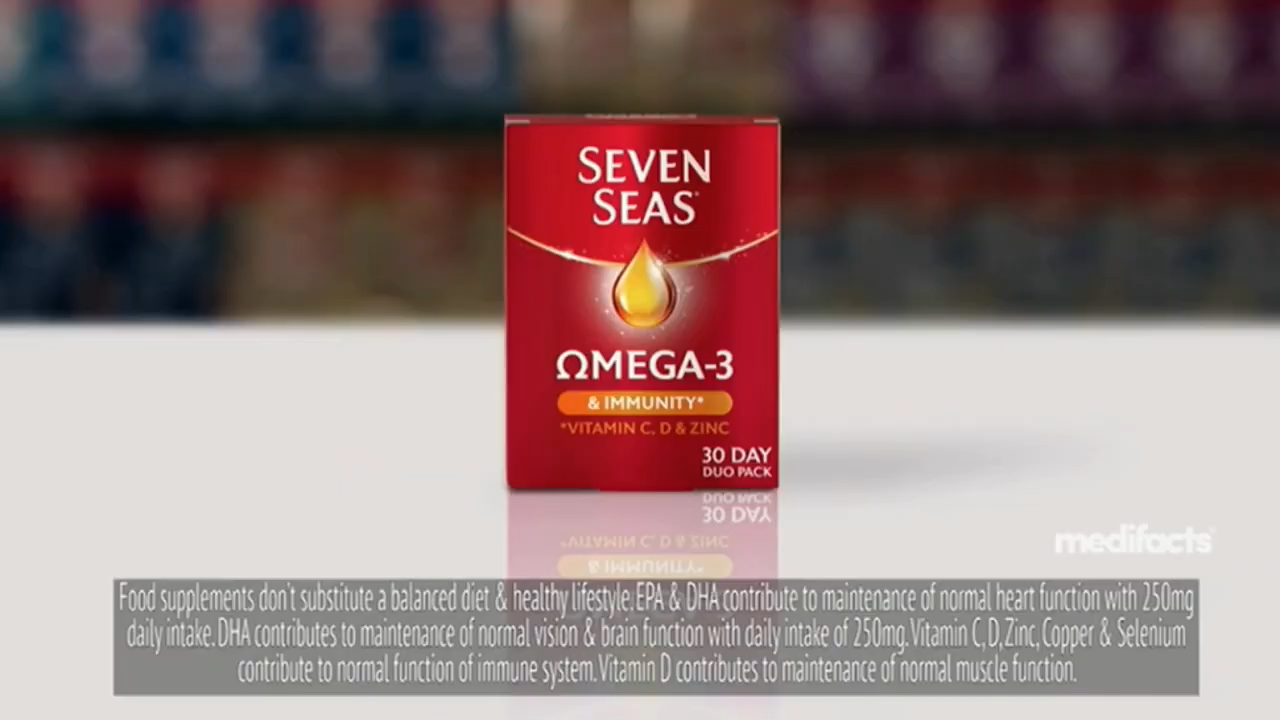 SEVEN
SEAS
ΩMEGA-3
& IMMUNITY*
*VITAMIN C, D & ZINC
30 DAY
DUO PACK
medifacts
Food supplements don't substitute a balanced diet & healthy lifestyle. EPA & DHA contribute to maintenance of normal heart function with 250mg
daily intake. DHA contributes to maintenance of normal vision & brain function with daily intake of 250mg. Vitamin C, D, Zinc, Copper & Selenium
contribute to normal function of immune system. Vitamin D contributes to maintenance of normal muscle function.